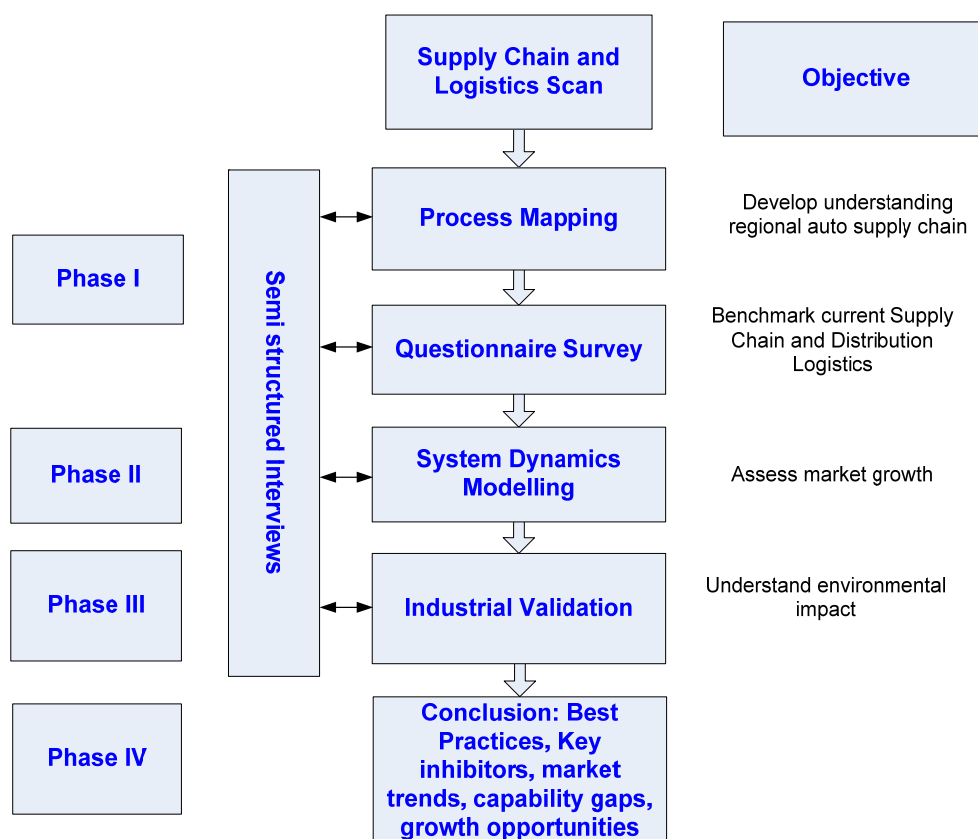 Supply Chain and
Logistics Scan
Objective
Process Mapping
Develop understanding
regional auto supply chain
Phase I
Semi structured Interviews
Questionnaire Survey
Benchmark current Supply
Chain and Distribution
Logistics
Phase II
System Dynamics
Modelling
Assess market growth
Phase III
Industrial Validation
Understand environmental
impact
Phase IV
Conclusion: Best
Practices, Key
inhibitors, market
trends, capability gaps,
growth opportunities